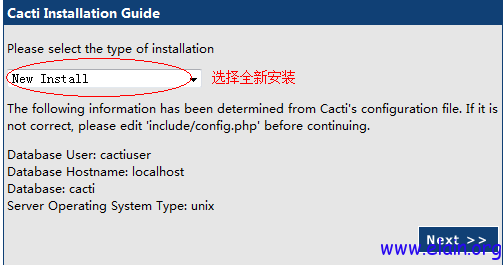 Cacti Installation Guide
Please select the type of installation
New Install
选择全新安装
The following information has been determined from Cacti's configuration file. If it is
not correct, please edit 'include/config.php' before continuing.
Database User: cactiuser
Database Hostname: localhost
Database: cacti
Server Operating System Type: unix
Next >>
www.elain.org